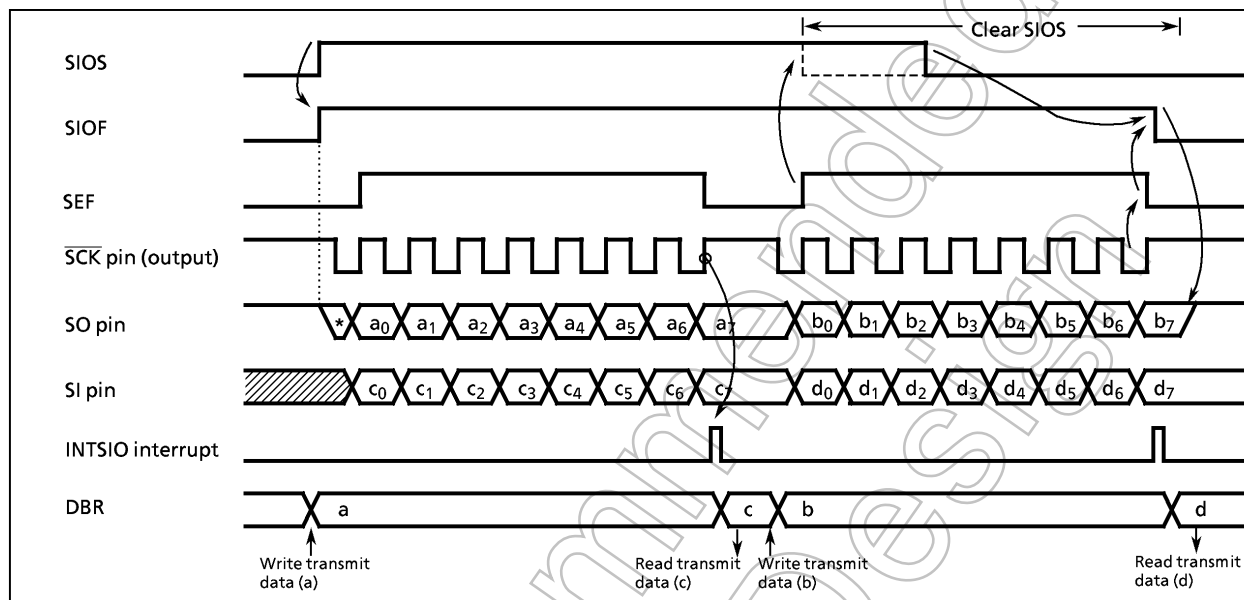 Clear SIOS
SIOS
SIOF
SEF
SCK pin (output)
SO pin
* a0 a1 a2 a3 a4 a5 a6 a7 b0 b1 b2 b3 b4 b5 b6 b7
SI pin
c0 c1 c2 c3 c4 c5 c6 c7 d0 d1 d2 d3 d4 d5 d6 d7
INTSIO interrupt
DBR
a c b d
Write transmit
data (a)
Read transmit
data (c)
Write transmit
data (b)
Read transmit
data (d)
mmended
Design